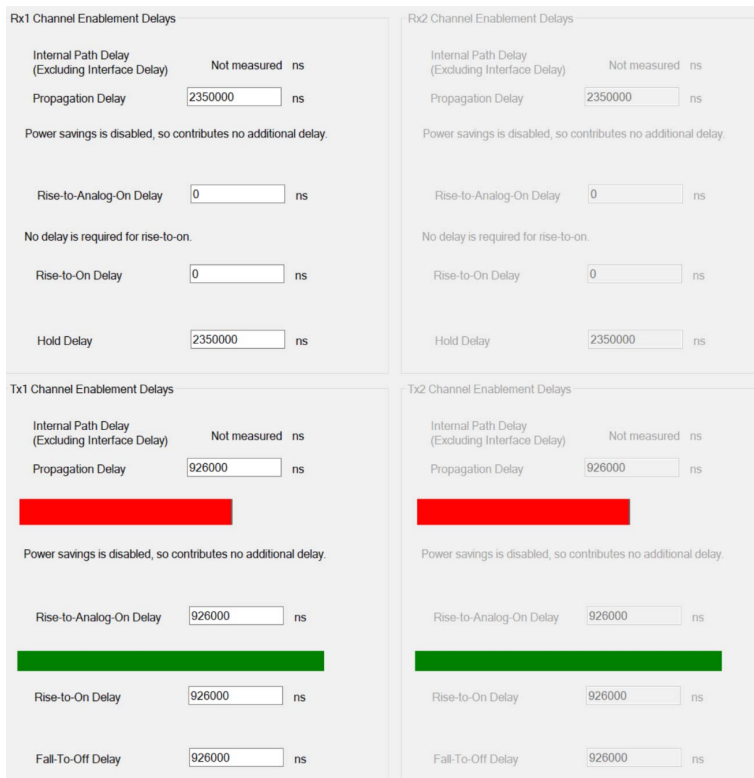 Rx1 Channel Enablement Delays
Internal Path Delay
(Excluding Interface Delay) Not measured ns
Propagation Delay 2350000 ns
Power savings is disabled, so contributes no additional delay.
Rise-to-Analog-On Delay 0 ns
No delay is required for rise-to-on.
Rise-to-On Delay 0 ns
Hold Delay 2350000 ns
Rx2 Channel Enablement Delays
Internal Path Delay
(Excluding Interface Delay) Not measured ns
Propagation Delay 2350000 ns
Power savings is disabled, so contributes no additional delay.
Rise-to-Analog-On Delay 0 ns
No delay is required for rise-to-on.
Rise-to-On Delay 0 ns
Hold Delay 2350000 ns
Tx1 Channel Enablement Delays
Internal Path Delay
(Excluding Interface Delay) Not measured ns
Propagation Delay 926000 ns
Power savings is disabled, so contributes no additional delay.
Rise-to-Analog-On Delay 926000 ns
Rise-to-On Delay 926000 ns
Fall-To-Off Delay 926000 ns
Tx2 Channel Enablement Delays
Internal Path Delay
(Excluding Interface Delay) Not measured ns
Propagation Delay 926000 ns
Power savings is disabled, so contributes no additional delay.
Rise-to-Analog-On Delay 926000 ns
Rise-to-On Delay 926000 ns
Fall-To-Off Delay 926000 ns